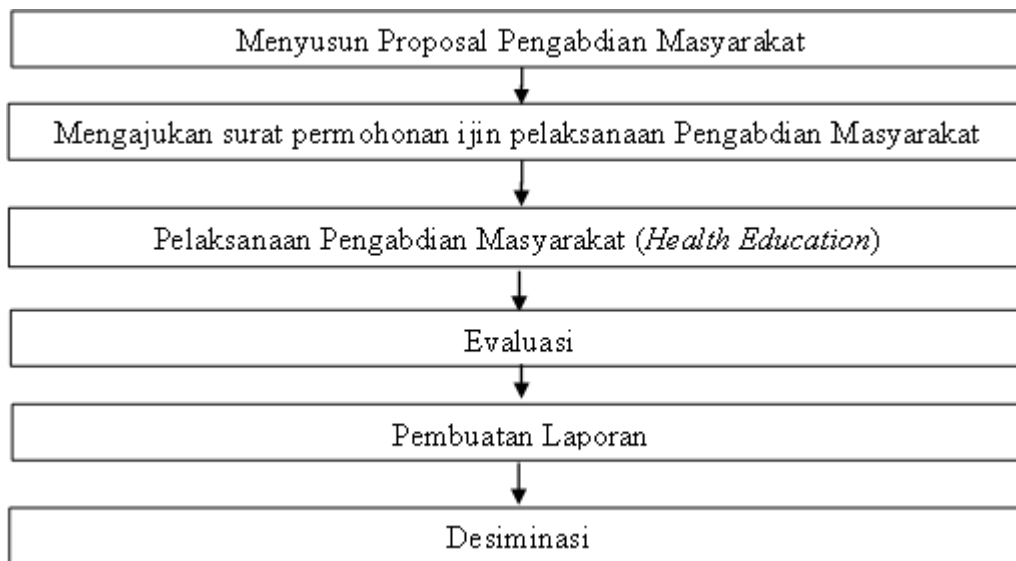 Menyusun Proposal Pengabdian Masyarakat
Mengajukan surat permohonan ijin pelaksanaan Pengabdian Masyarakat
Pelaksanaan Pengabdian Masyarakat (Health Education)
Evaluasi
Pembuatan Laporan
Desiminasi